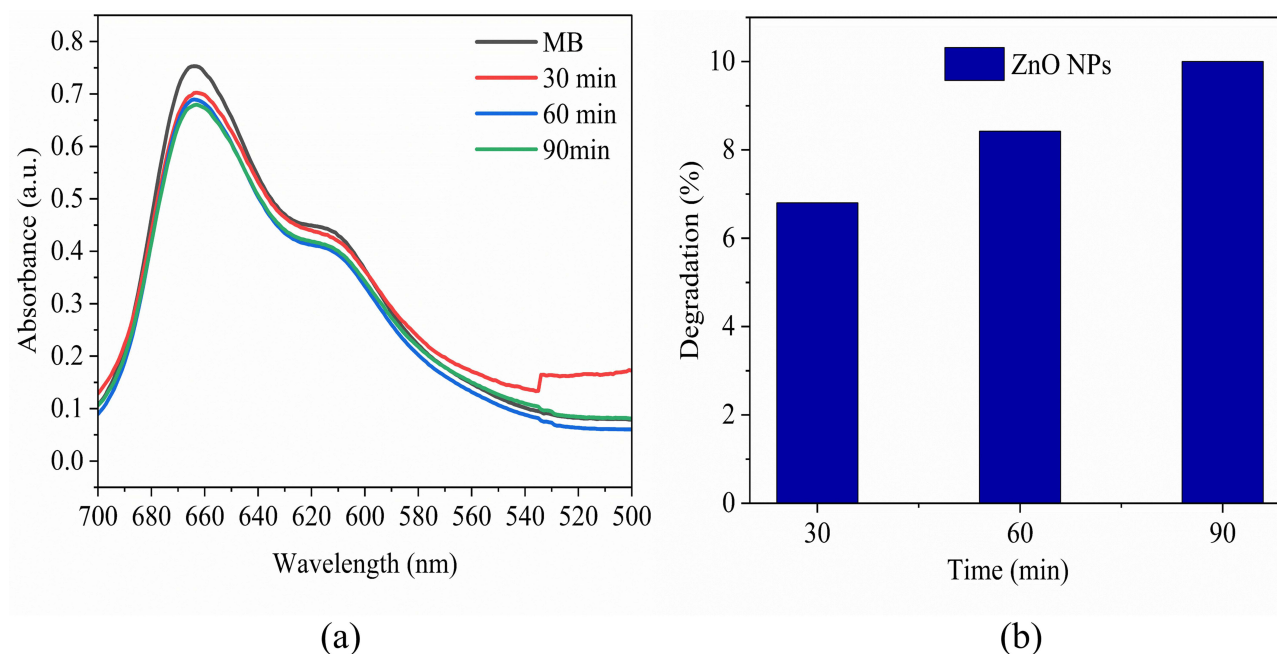 0.8
0.7
0.6
0.5
0.4
0.3
0.2
0.1
0.0
Absorbance (a.u.)
MB
30 min
60 min
90min
700 680 660 640 620 600 580 560 540 520 500
Wavelength (nm)
(a)
10
8
6
4
2
0
Degradation (%)
ZnO NPs
30 60 90
Time (min)
(b)